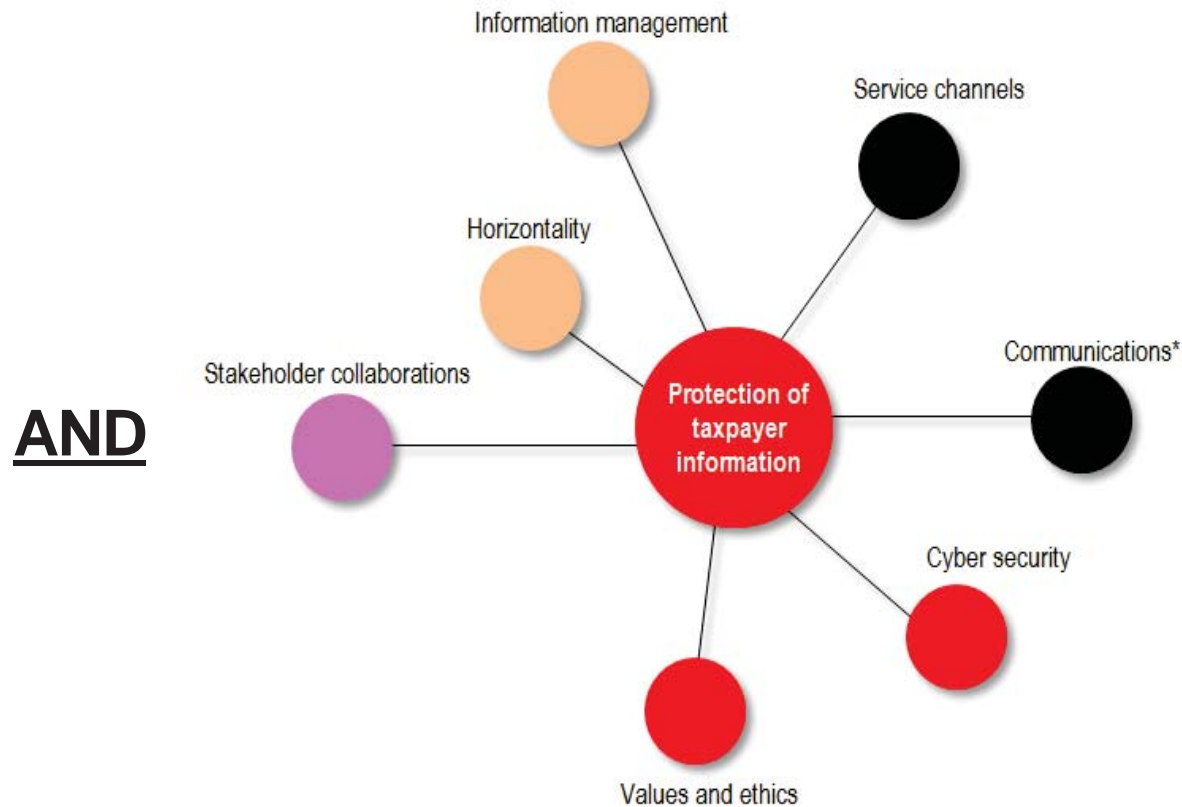 Information management
Service channels
Horizontality
Communications*
Stakeholder collaborations
Protection of
taxpayer
information
AND
Cyber security
Values and ethics